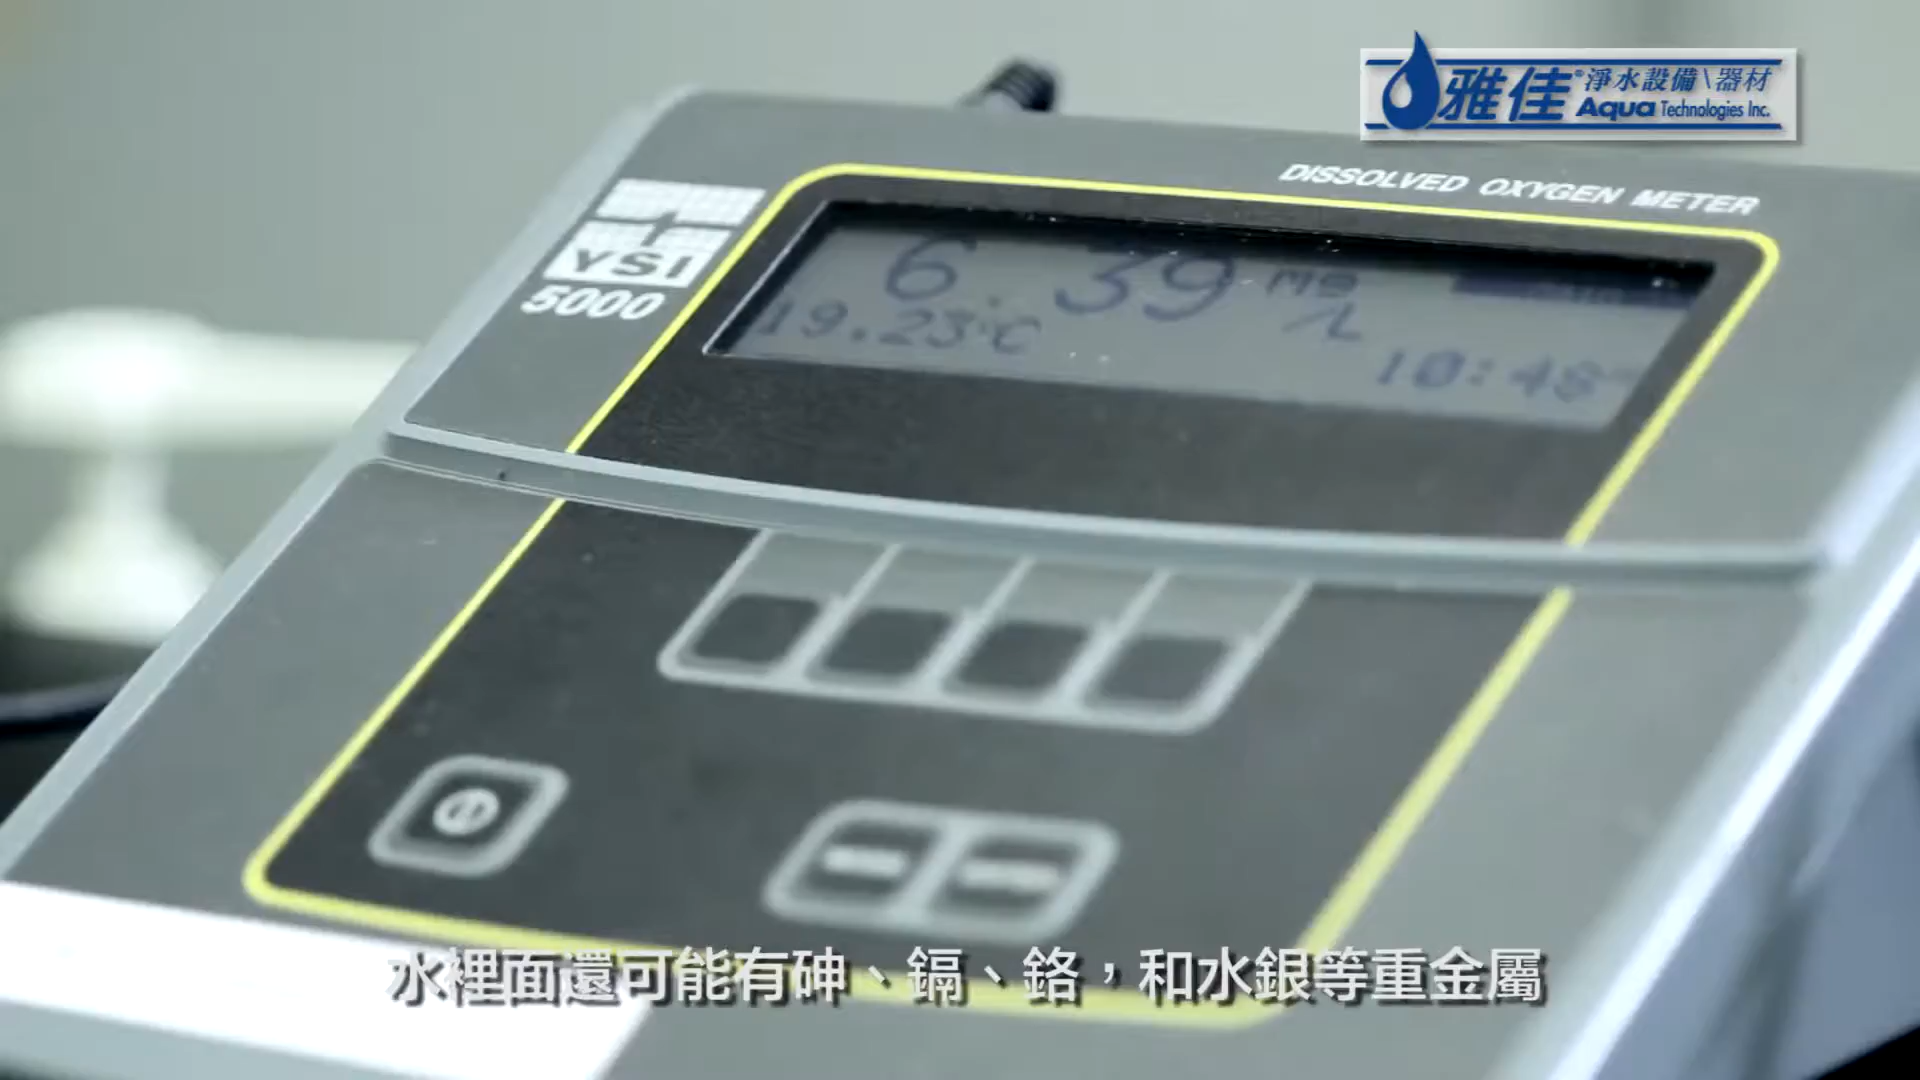 雅佳® 淨水設備\器材
Aqua Technologies Inc.
DISSOLVED OXYGEN METER
YSI
5000
6.39 mg/L
19.23°C
10:48
水裡面還可能有砷、鎘、鉻，和水銀等重金屬